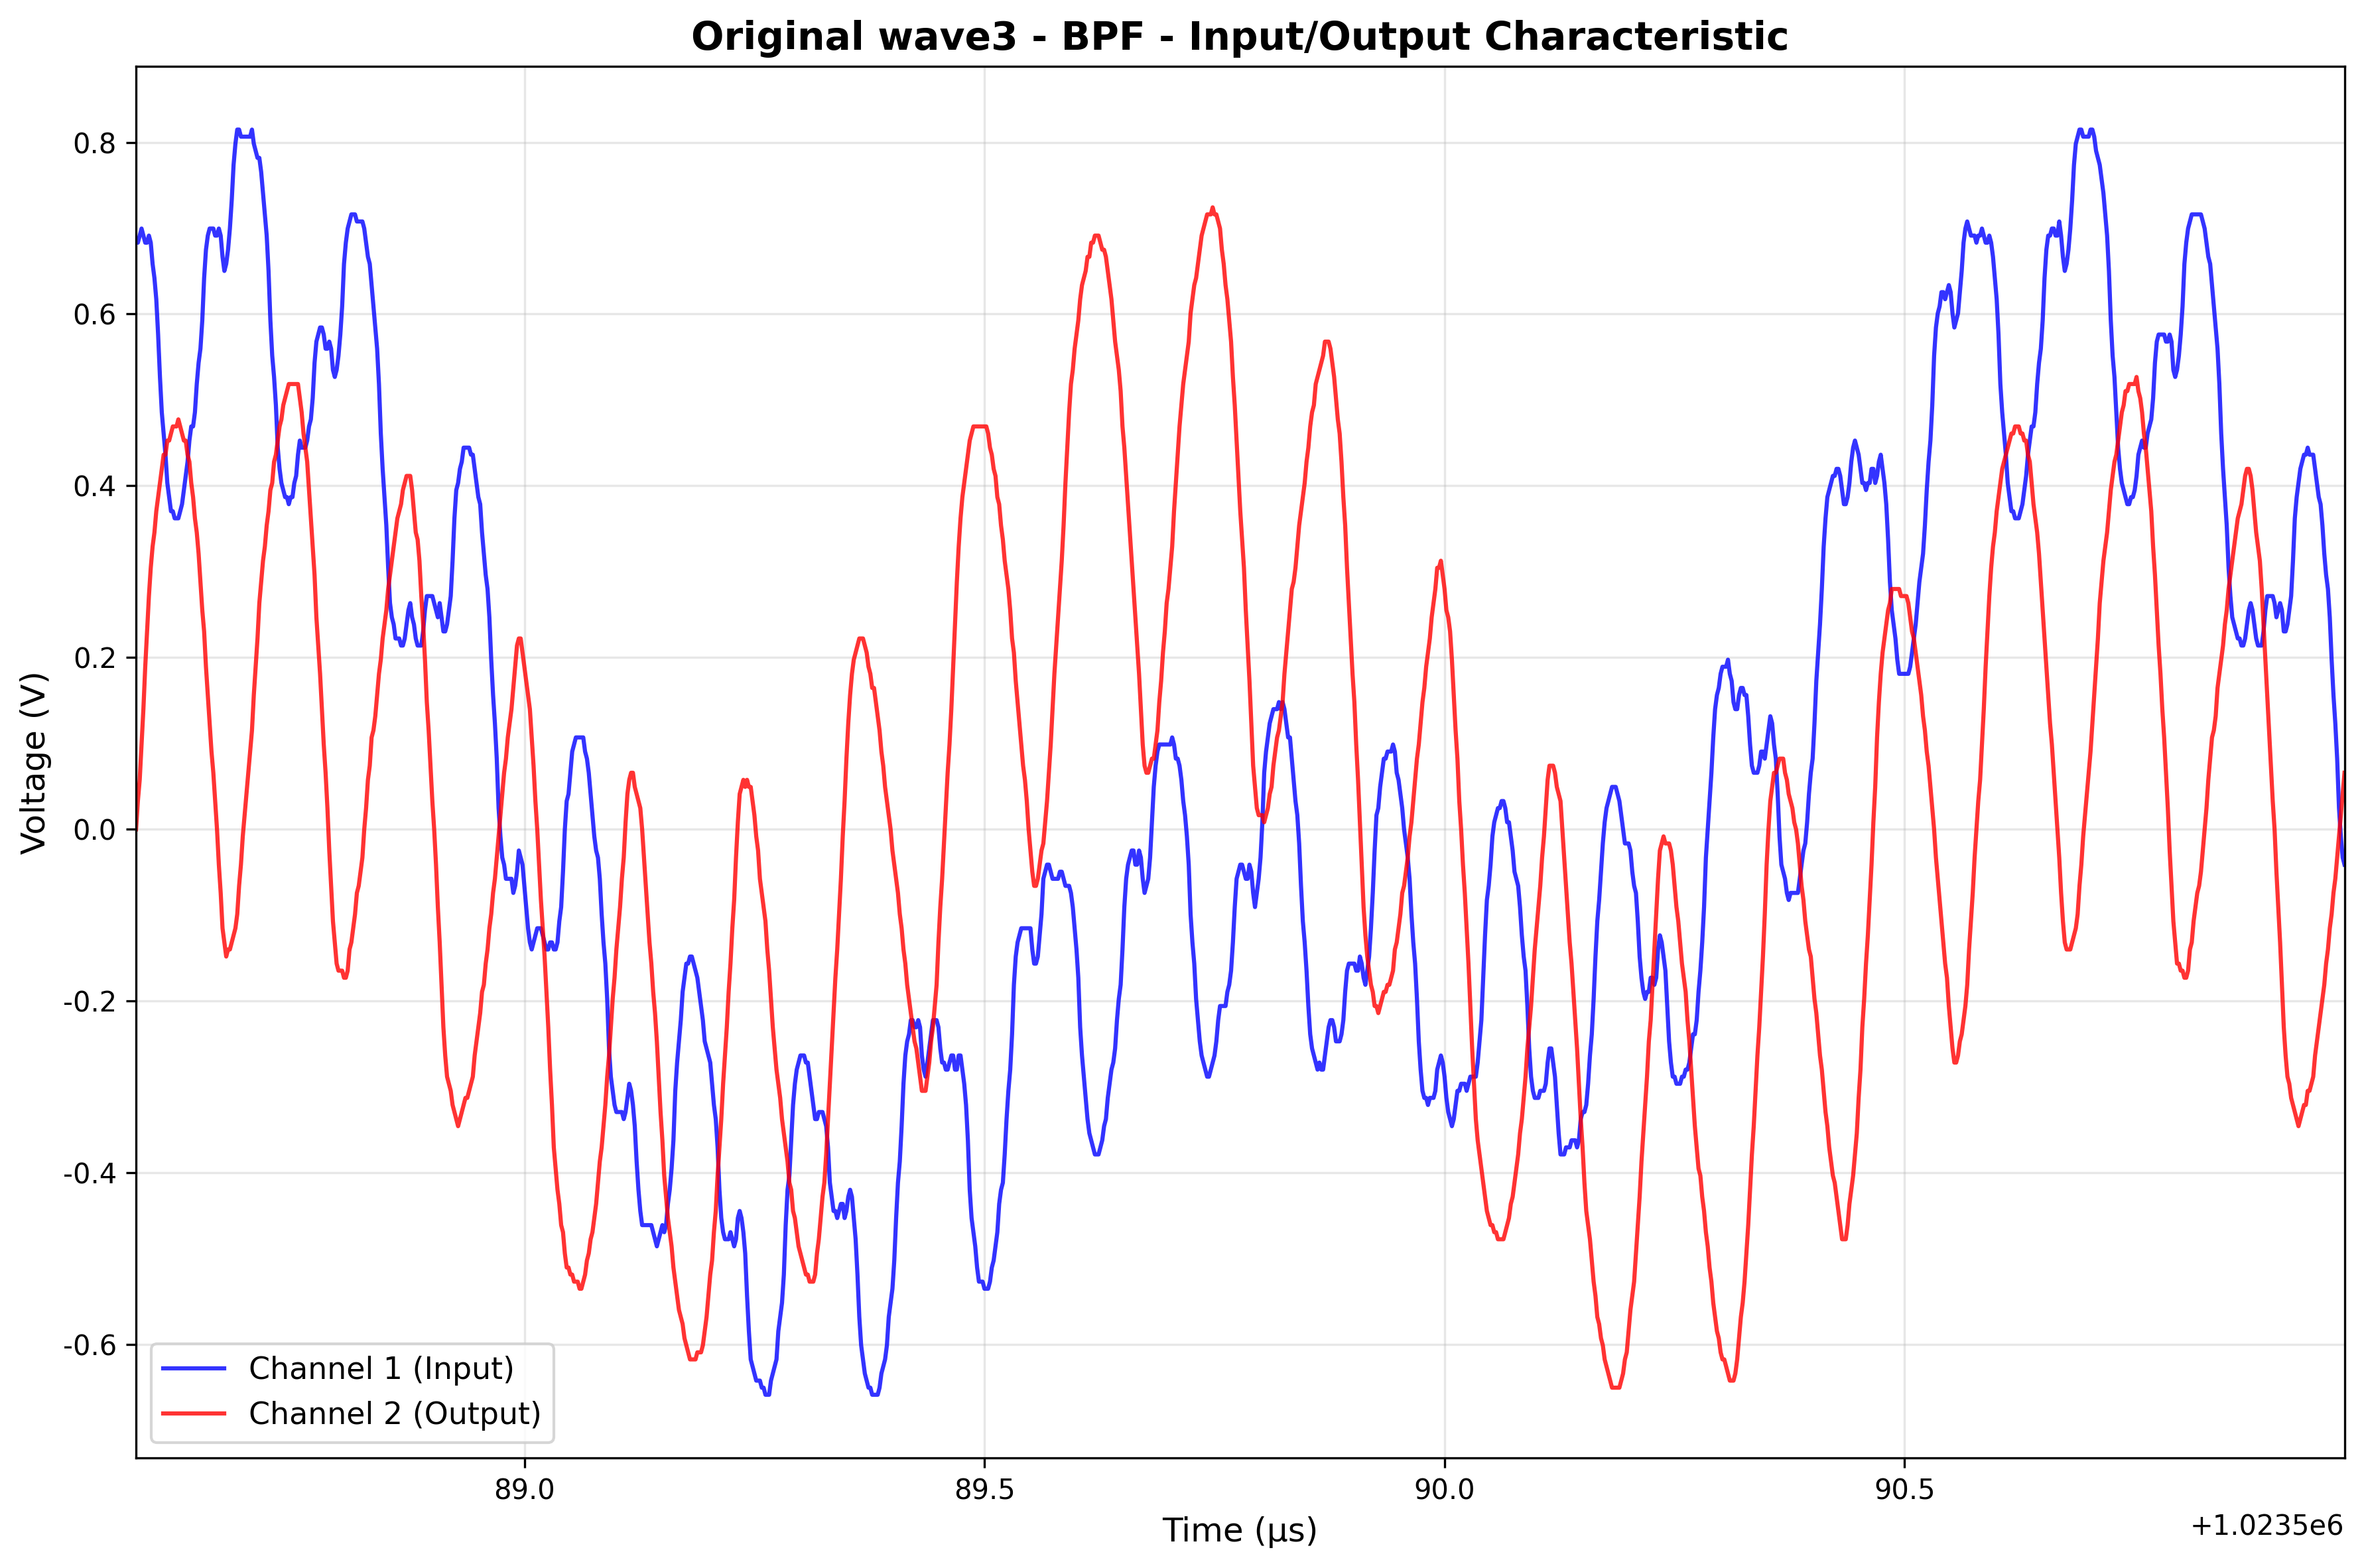 Original wave3 - BPF - Input/Output Characteristic
Voltage (V)
0.8
0.6
0.4
0.2
0.0
-0.2
-0.4
-0.6
Channel 1 (Input)
Channel 2 (Output)
89.0 89.5 90.0 90.5
Time (μs)
+1.0235e6